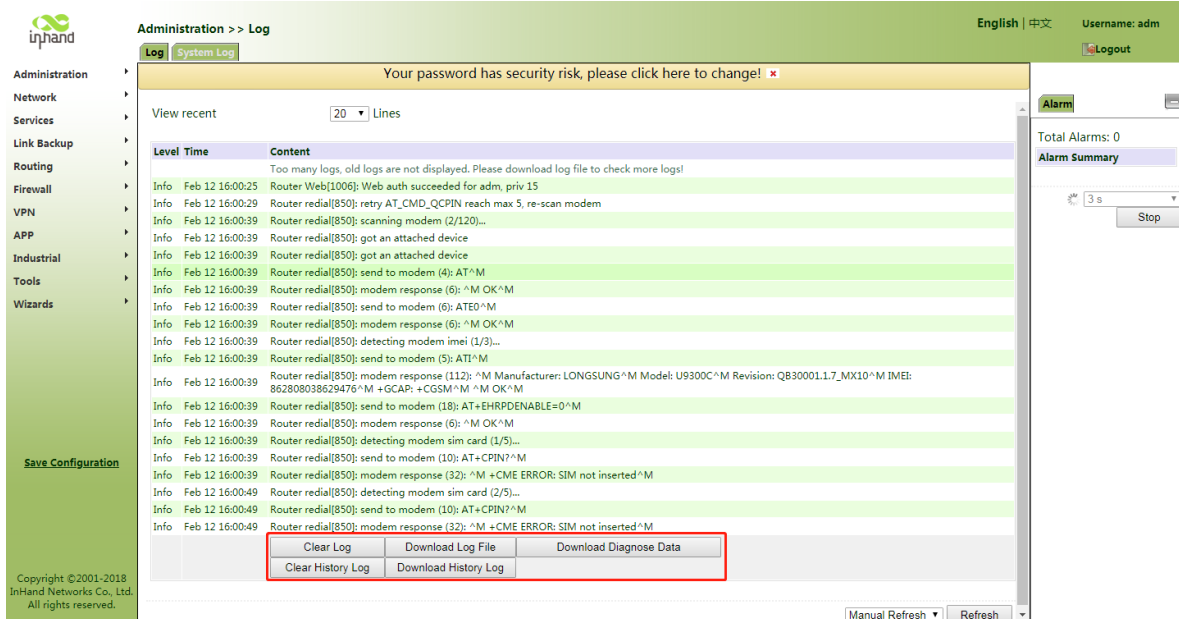 inhand
Administration >> Log
English | 中文
Username: adm
Logout
Log
System Log
Administration
Network
Services
Link Backup
Routing
Firewall
VPN
APP
Industrial
Tools
Wizards
Save Configuration
Copyright ©2001-2018
InHand Networks Co., Ltd.
All rights reserved.
Your password has security risk, please click here to change!
View recent 20 Lines
Level Time Content
Too many logs, old logs are not displayed. Please download log file to check more logs!
Info Feb 12 16:00:25 Router Web[1006]: Web auth succeeded for adm, priv 15
Info Feb 12 16:00:29 Router redial[850]: retry AT_CMD_QCPIN reach max 5, re-scan modem
Info Feb 12 16:00:39 Router redial[850]: scanning modem (2/120)...
Info Feb 12 16:00:39 Router redial[850]: got an attached device
Info Feb 12 16:00:39 Router redial[850]: got an attached device
Info Feb 12 16:00:39 Router redial[850]: send to modem (4): AT^M
Info Feb 12 16:00:39 Router redial[850]: modem response (6): ^M OK^M
Info Feb 12 16:00:39 Router redial[850]: send to modem (6): ATE0^M
Info Feb 12 16:00:39 Router redial[850]: modem response (6): ^M OK^M
Info Feb 12 16:00:39 Router redial[850]: detecting modem imei (1/3)...
Info Feb 12 16:00:39 Router redial[850]: send to modem (5): ATI^M
Info Feb 12 16:00:39 Router redial[850]: modem response (112): ^M Manufacturer: LONGSUNG^M Model: U9300C^M Revision: QB30001.1.7_MX10^M IMEI:
862808038629476^M +GCAP: +CGSM^M ^M OK^M
Info Feb 12 16:00:39 Router redial[850]: send to modem (18): AT+EHRPDENABLE=0^M
Info Feb 12 16:00:39 Router redial[850]: modem response (6): ^M OK^M
Info Feb 12 16:00:39 Router redial[850]: detecting modem sim card (1/5)...
Info Feb 12 16:00:39 Router redial[850]: send to modem (10): AT+CPIN?^M
Info Feb 12 16:00:39 Router redial[850]: modem response (32): ^M +CME ERROR: SIM not inserted^M
Info Feb 12 16:00:49 Router redial[850]: detecting modem sim card (2/5)...
Info Feb 12 16:00:49 Router redial[850]: send to modem (10): AT+CPIN?^M
Info Feb 12 16:00:49 Router redial[850]: modem response (32): ^M +CME ERROR: SIM not inserted^M
Clear Log Download Log File Download Diagnose Data
Clear History Log Download History Log
Manual Refresh Refresh
Alarm
Total Alarms: 0
Alarm Summary
3 s
Stop